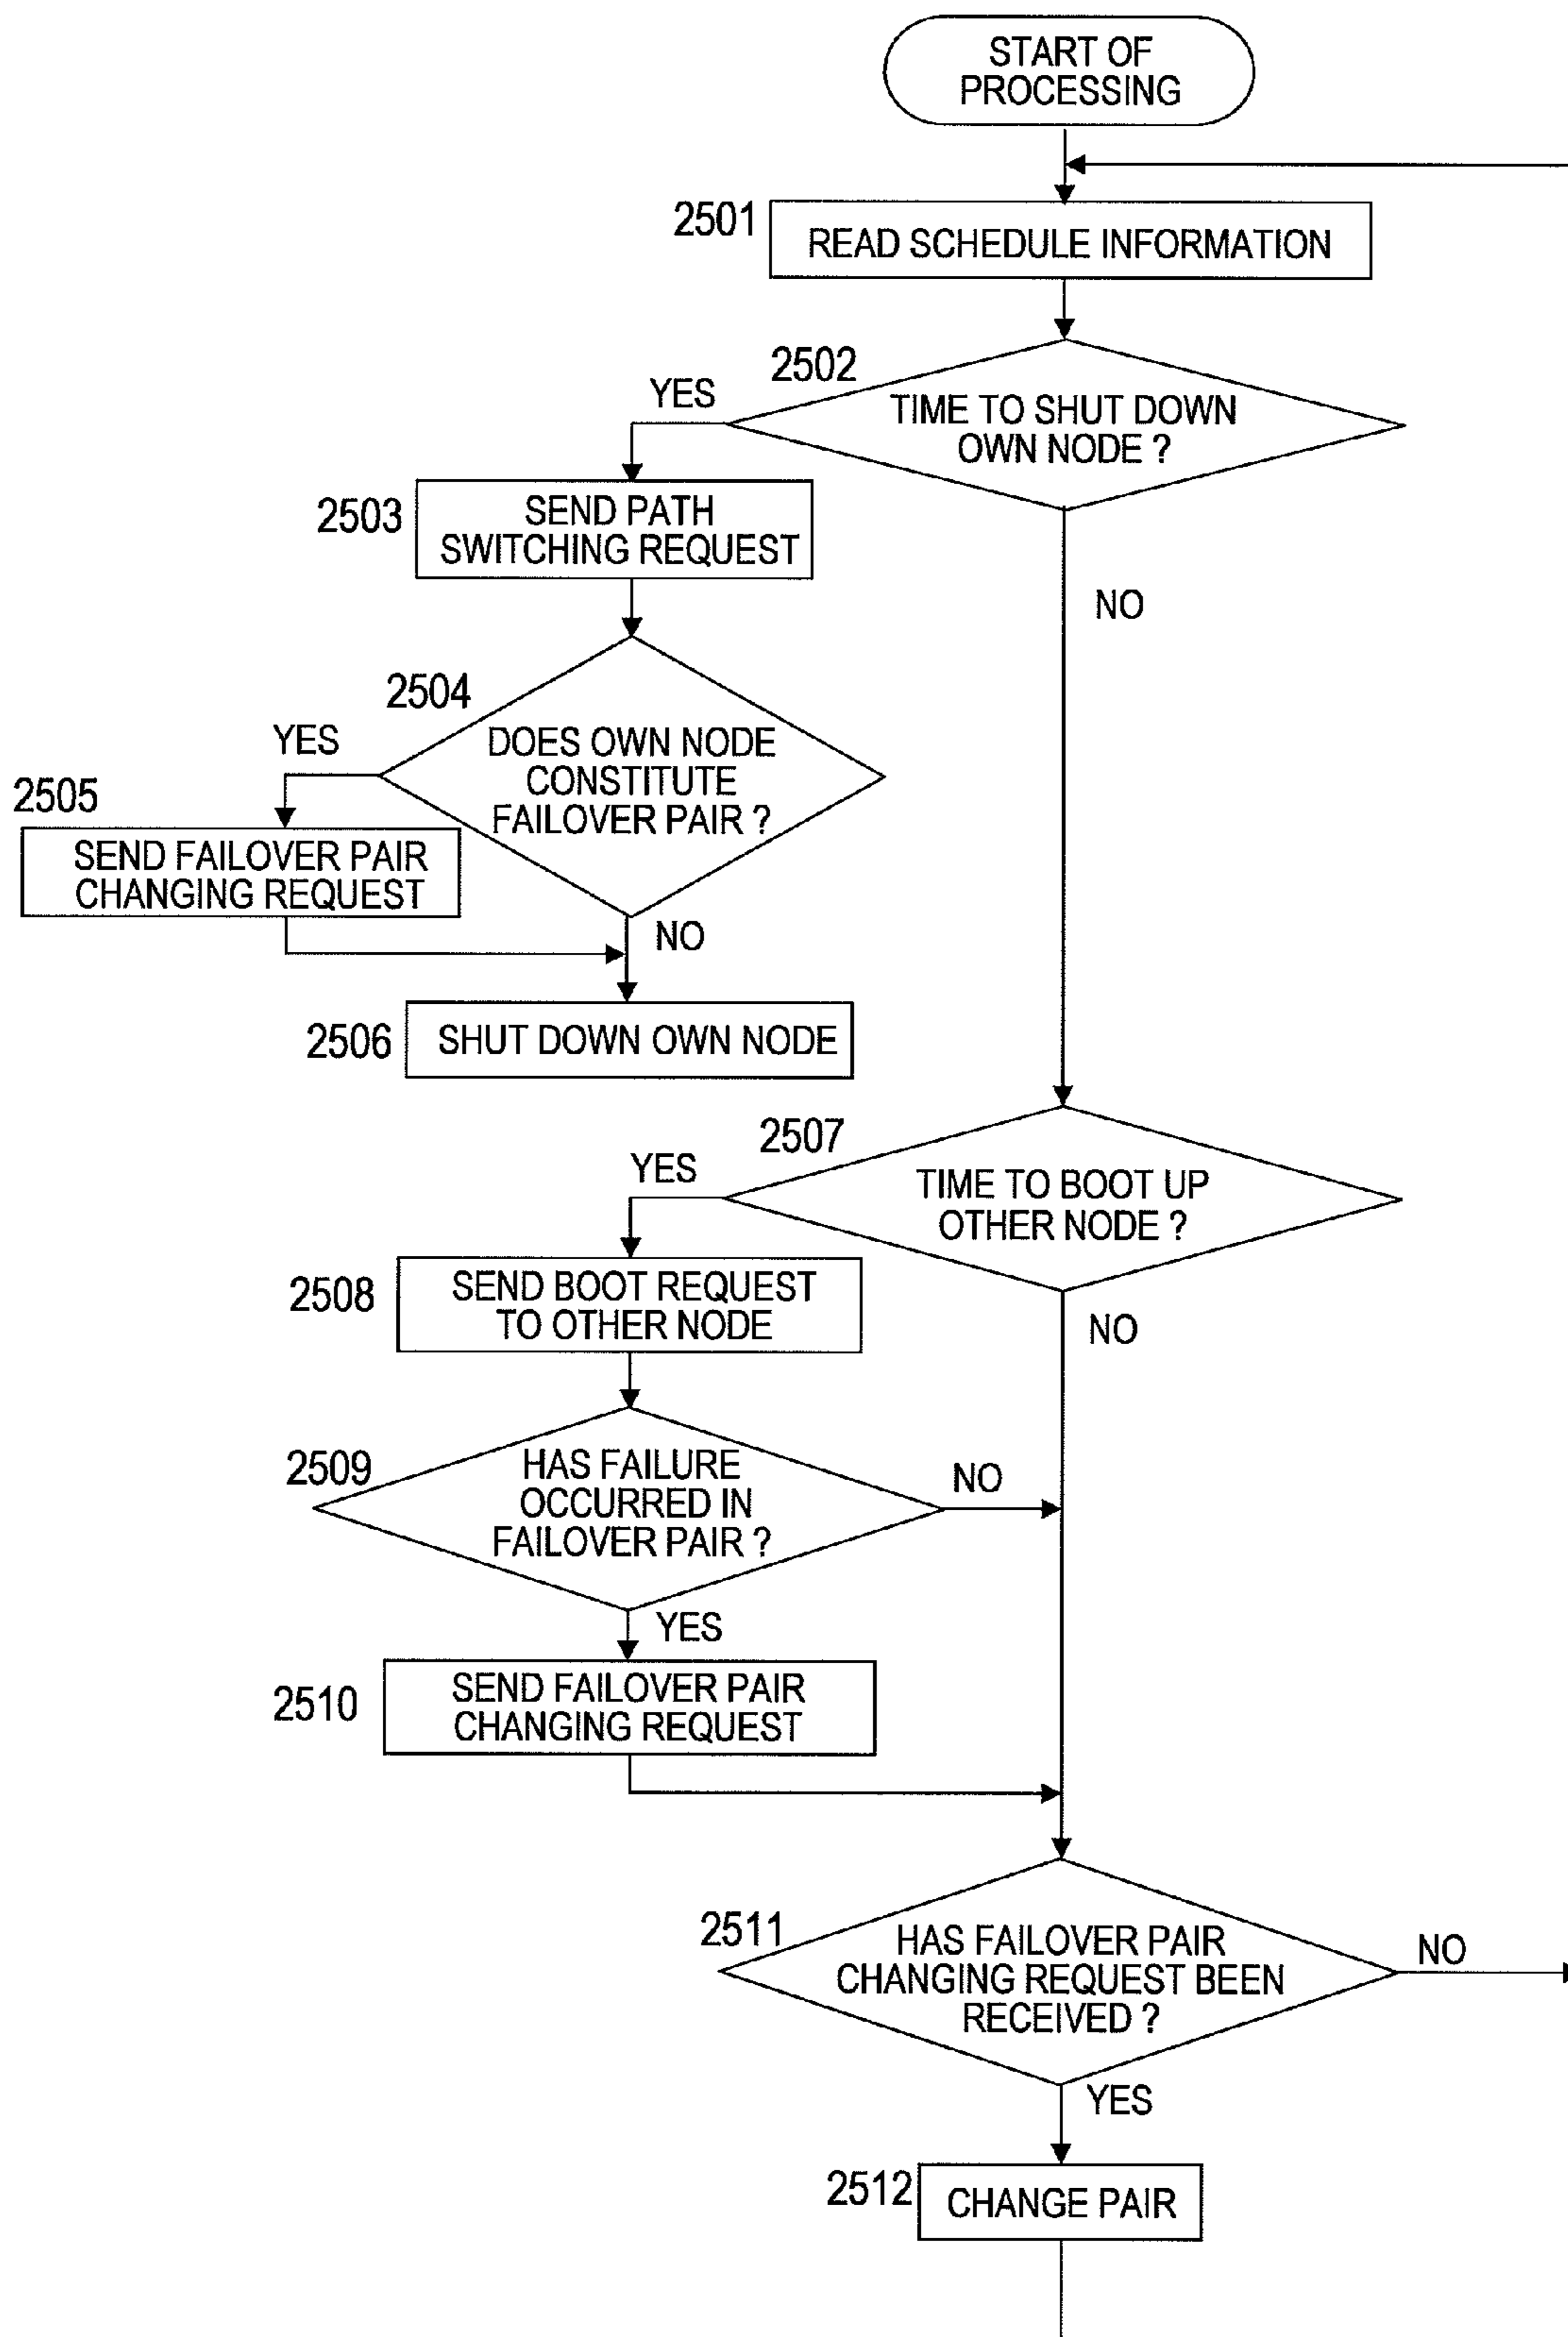 START OF
PROCESSING
2501
READ SCHEDULE INFORMATION
2502
YES
TIME TO SHUT DOWN
OWN NODE ?
2503
SEND PATH
SWITCHING REQUEST
NO
2504
YES
DOES OWN NODE
CONSTITUTE
FAILOVER PAIR ?
2505
SEND FAILOVER PAIR
CHANGING REQUEST
NO
2506
SHUT DOWN OWN NODE
2507
YES
TIME TO BOOT UP
OTHER NODE ?
2508
SEND BOOT REQUEST
TO OTHER NODE
NO
2509
HAS FAILURE
OCCURRED IN
FAILOVER PAIR ?
NO
YES
2510
SEND FAILOVER PAIR
CHANGING REQUEST
2511
HAS FAILOVER PAIR
CHANGING REQUEST BEEN
RECEIVED ?
NO
YES
2512
CHANGE PAIR